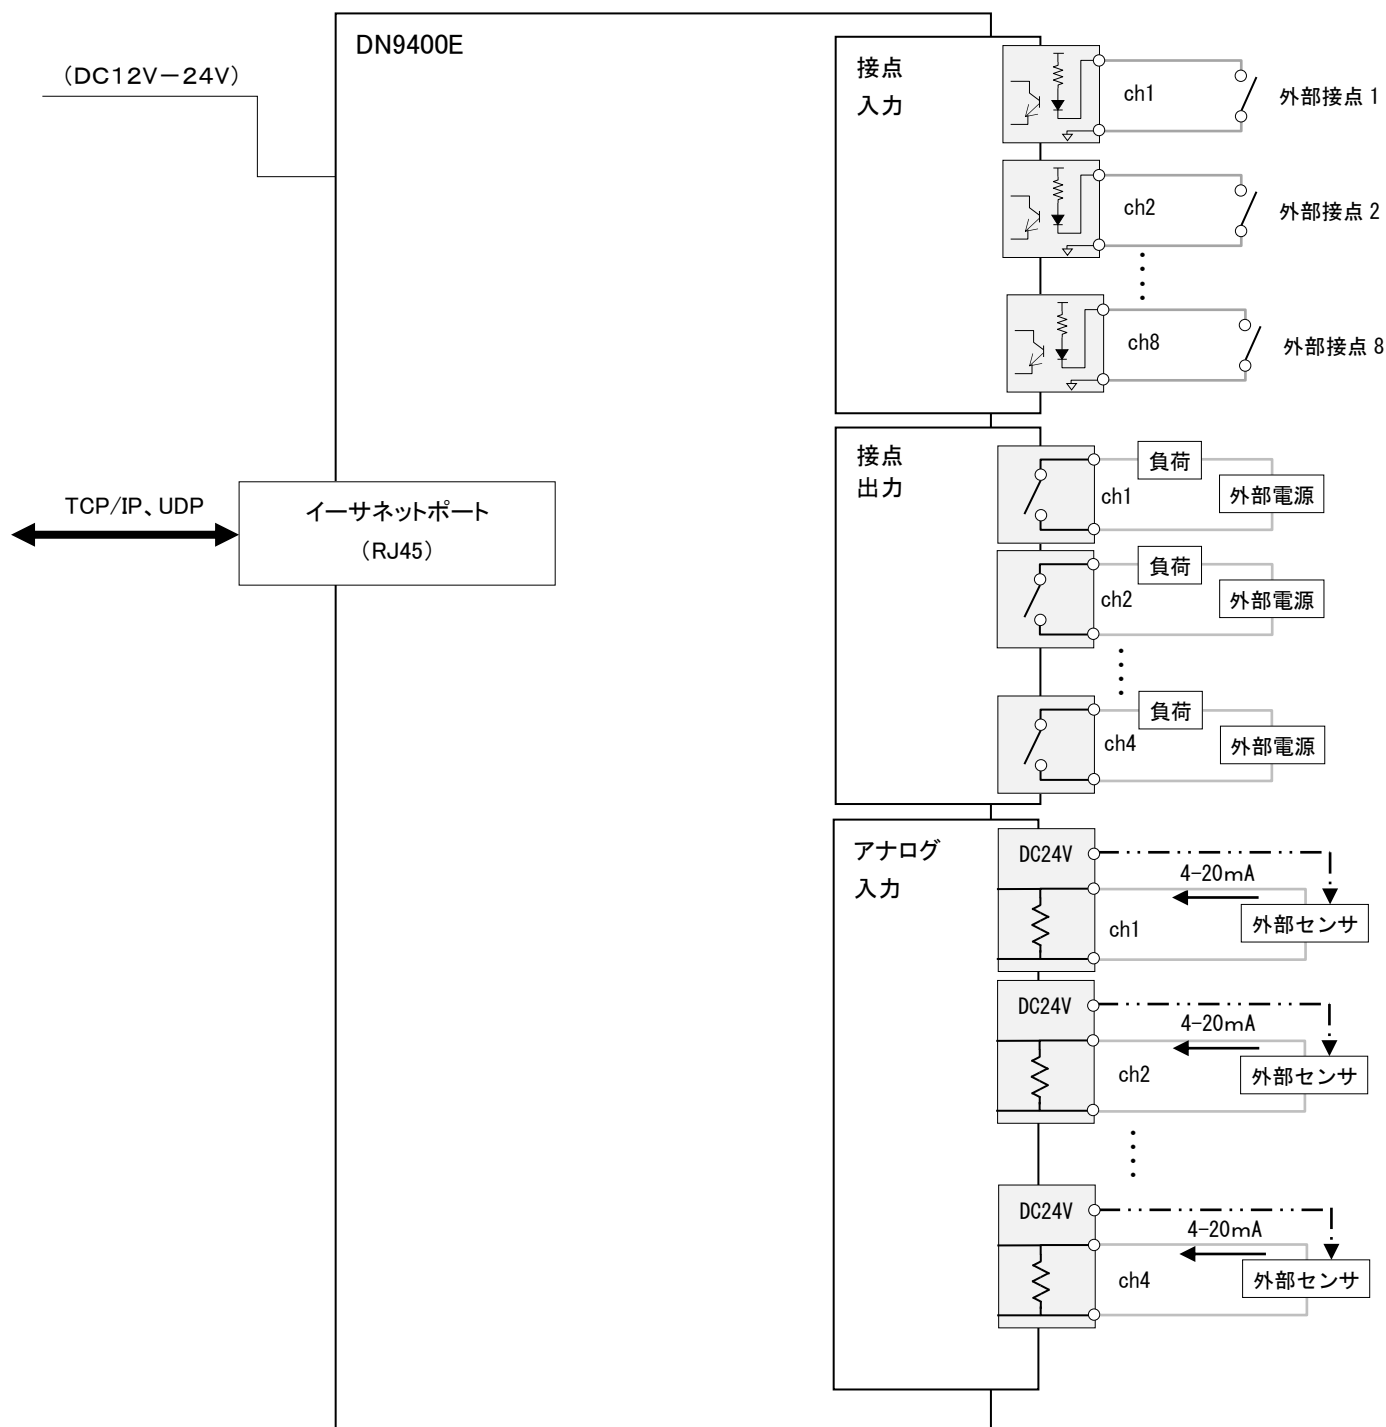 DN9400E
（DC12V－24V）
TCP/IP、UDP
イーサネットポート
（RJ45）
接点
入力
ch1
外部接点 1
ch2
外部接点 2
ch8
外部接点 8
接点
出力
負荷
ch1
外部電源
負荷
ch2
外部電源
負荷
ch4
外部電源
アナログ
入力
DC24V
4-20mA
ch1
外部センサ
DC24V
4-20mA
ch2
外部センサ
DC24V
4-20mA
ch4
外部センサ